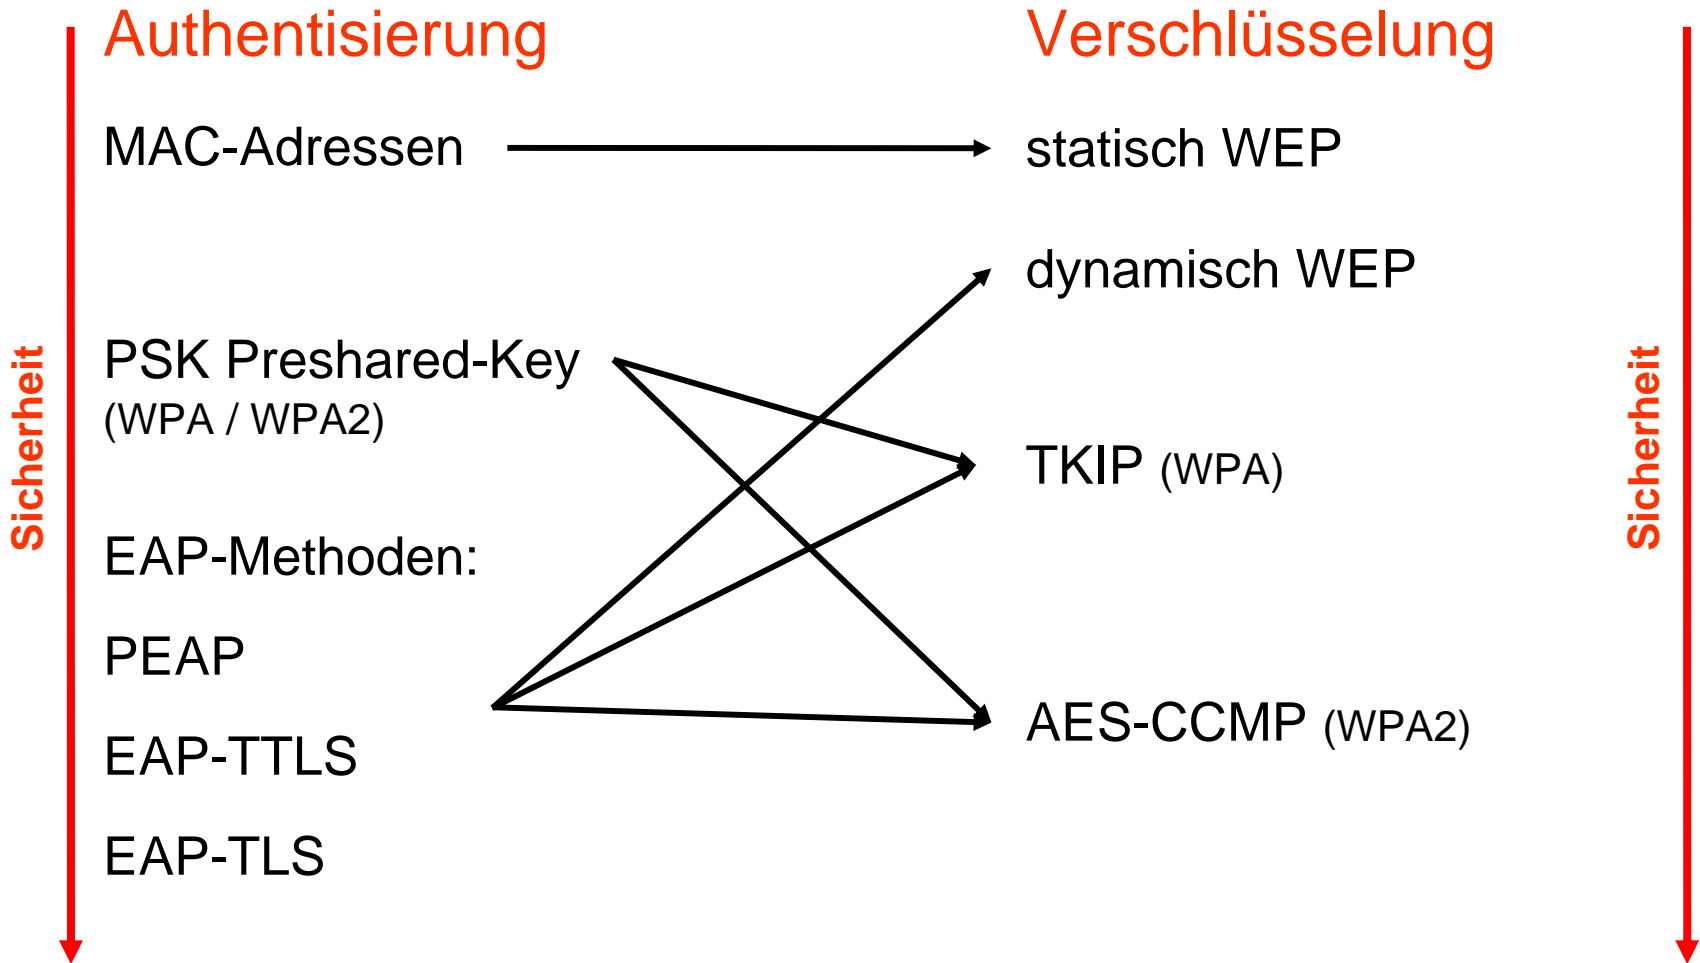 Authentisierung
Verschlüsselung
MAC-Adressen
statisch WEP
dynamisch WEP
PSK Preshared-Key
(WPA / WPA2)
TKIP (WPA)
EAP-Methoden:
PEAP
AES-CCMP (WPA2)
EAP-TTLS
EAP-TLS
Sicherheit
Sicherheit